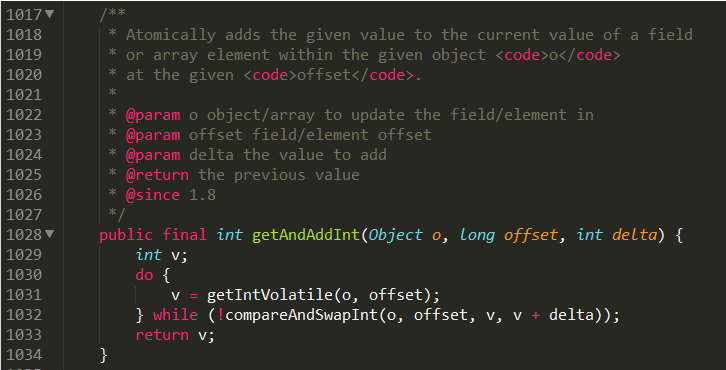 1017 /**
1018 * Atomically adds the given value to the current value of a field
1019 * or array element within the given object <code>o</code>
1020 * at the given <code>offset</code>.
1021 *
1022 * @param o object/array to update the field/element in
1023 * @param offset field/element offset
1024 * @param delta the value to add
1025 * @return the previous value
1026 * @since 1.8
1027 */
1028 public final int getAndAddInt(Object o, long offset, int delta) {
1029 int v;
1030 do {
1031 v = getIntVolatile(o, offset);
1032 } while (!compareAndSwapInt(o, offset, v, v + delta));
1033 return v;
1034 }